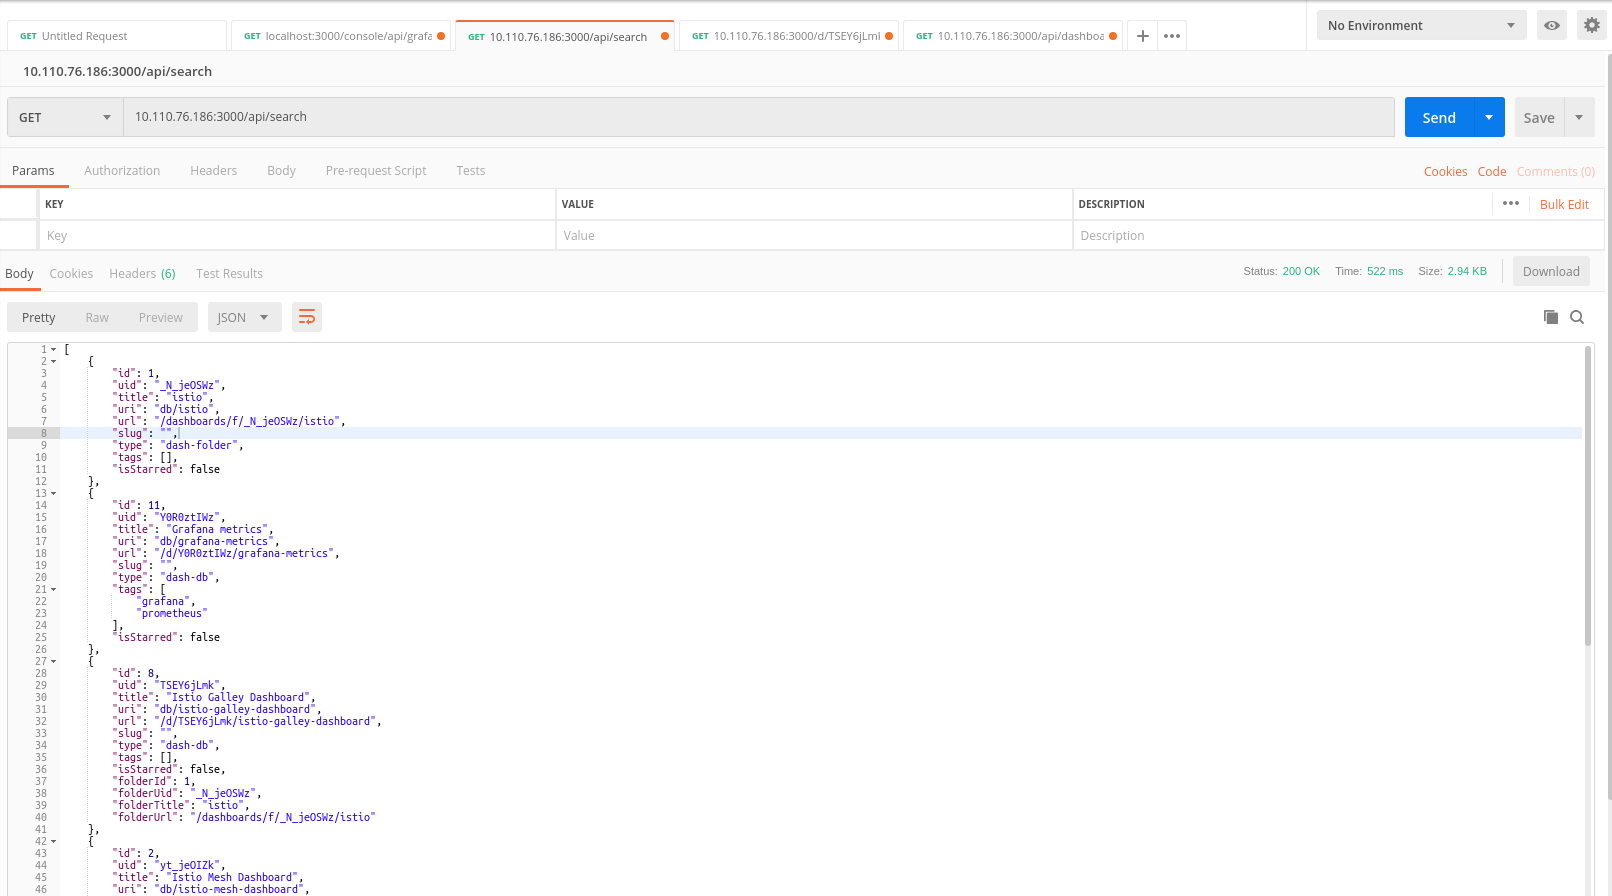 GET Untitled Request
GET localhost:3000/console/api/grafa
GET 10.110.76.186:3000/api/search
GET 10.110.76.186:3000/d/TSEY6jLml
GET 10.110.76.186:3000/api/dashboa
No Environment
10.110.76.186:3000/api/search
GET 10.110.76.186:3000/api/search Send Save
Params Authorization Headers Body Pre-request Script Tests Cookies Code Comments (0)
KEY VALUE DESCRIPTION Bulk Edit
Key Value Description
Body Cookies Headers (6) Test Results Status: 200 OK Time: 522 ms Size: 2.94 KB Download
Pretty Raw Preview JSON
1 [
2 {
3 "id": 1,
4 "uid": "_N_jeOSWz",
5 "title": "istio",
6 "uri": "db/istio",
7 "url": "/dashboards/f/_N_jeOSWz/istio",
8 "slug": "",
9 "type": "dash-folder",
10 "tags": [],
11 "isStarred": false
12 },
13 {
14 "id": 11,
15 "uid": "Y0R0ztIWz",
16 "title": "Grafana metrics",
17 "uri": "db/grafana-metrics",
18 "url": "/d/Y0R0ztIWz/grafana-metrics",
19 "slug": "",
20 "type": "dash-db",
21 "tags": [
22 "grafana",
23 "prometheus"
24 ],
25 "isStarred": false
26 },
27 {
28 "id": 8,
29 "uid": "TSEY6jLmk",
30 "title": "Istio Galley Dashboard",
31 "uri": "db/istio-galley-dashboard",
32 "url": "/d/TSEY6jLmk/istio-galley-dashboard",
33 "slug": "",
34 "type": "dash-db",
35 "tags": [],
36 "isStarred": false,
37 "folderId": 1,
38 "folderUid": "_N_jeOSWz",
39 "folderTitle": "istio",
40 "folderUrl": "/dashboards/f/_N_jeOSWz/istio"
41 },
42 {
43 "id": 2,
44 "uid": "yt_jeOIZk",
45 "title": "Istio Mesh Dashboard",
46 "uri": "db/istio-mesh-dashboard",